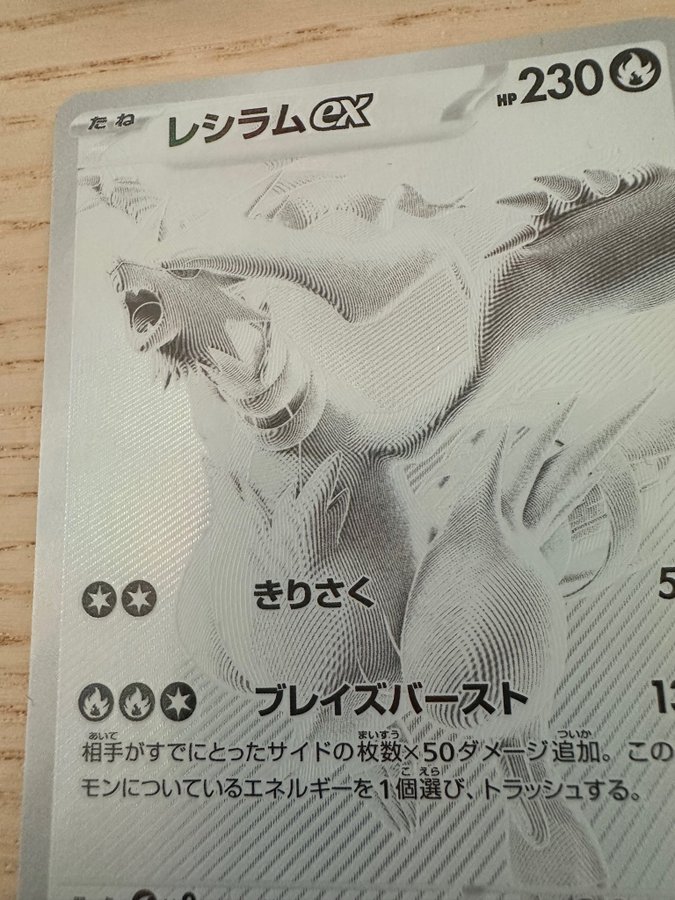 たね レシラムex HP230
きりさく 5
ブレイズバースト 13
あいて まいすう ついか
相手がすでにとったサイドの枚数×50ダメージ追加。この
こ えら
モンについているエネルギーを1個選び、トラッシュする。